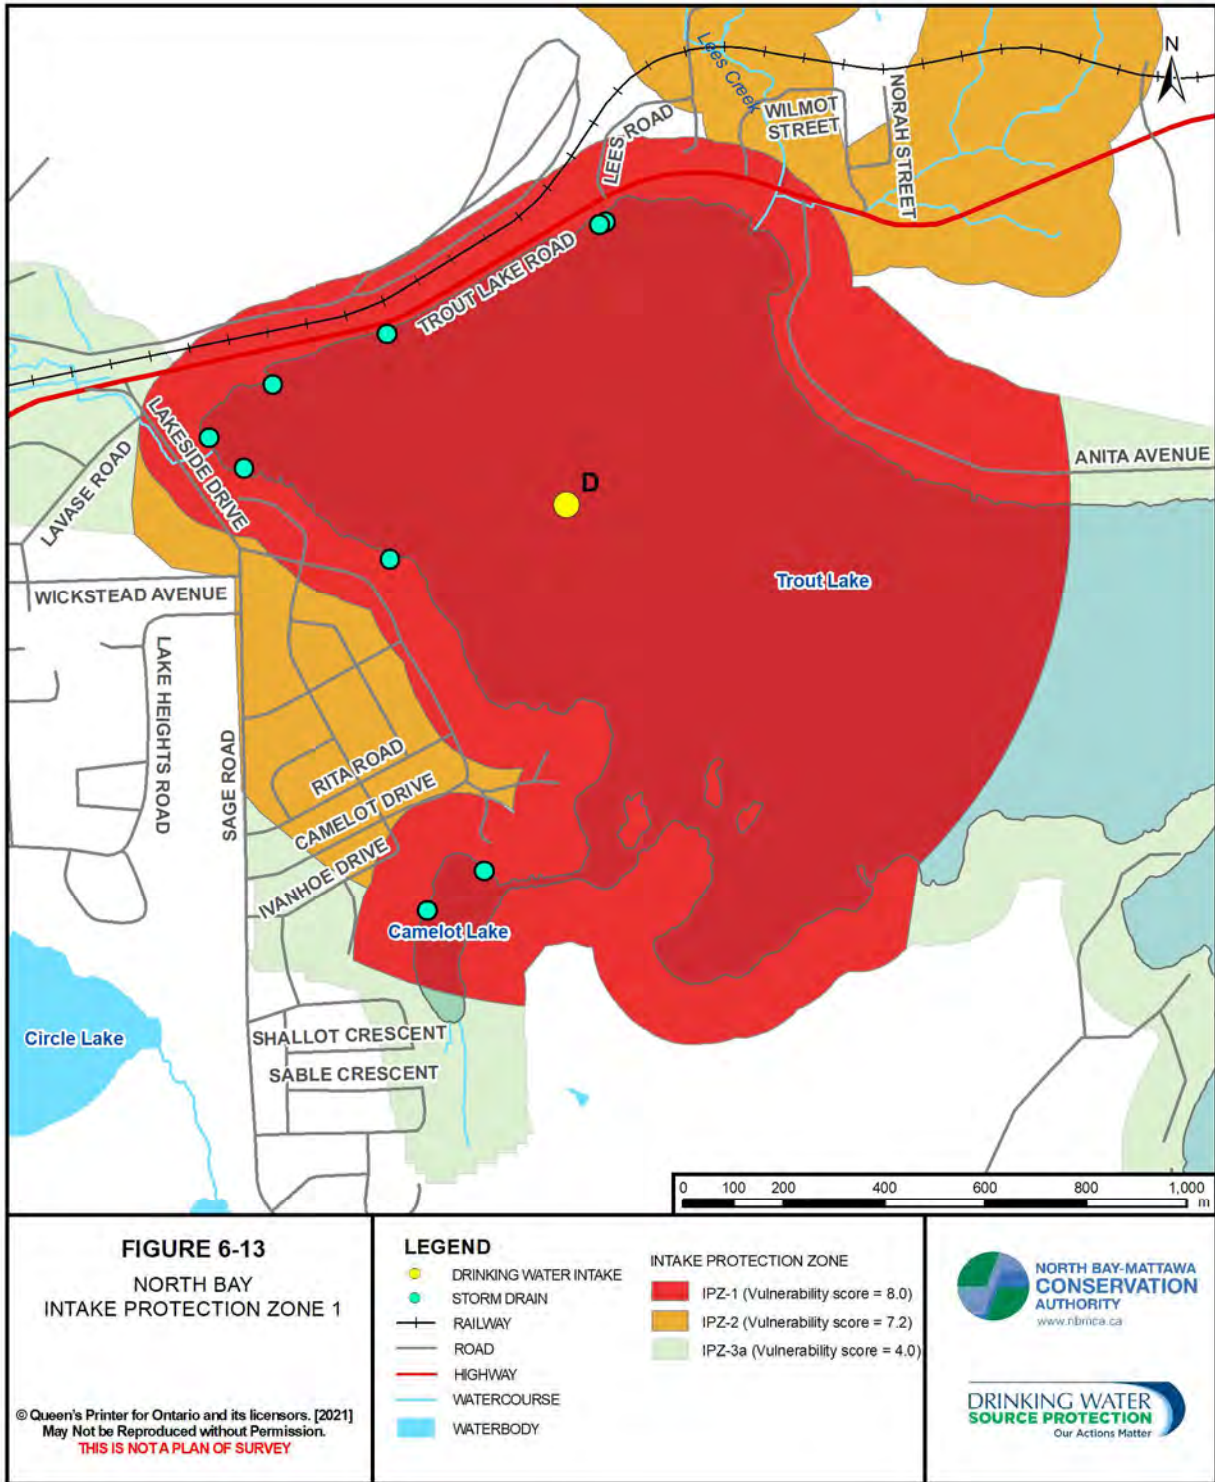 N
Lees Creek
WILMOT
STREET
NORAH STREET
LEES ROAD
TROUT LAKE ROAD
LAKESIDE DRIVE
LAVASE ROAD
D
ANITA AVENUE
Trout Lake
WICKSTEAD AVENUE
LAKE HEIGHTS ROAD
SAGE ROAD
RITA ROAD
CAMELOT DRIVE
IVANHOE DRIVE
Camelot Lake
Circle Lake
SHALLOT CRESCENT
SABLE CRESCENT
0 100 200 400 600 800 1,000
m
FIGURE 6-13
NORTH BAY
INTAKE PROTECTION ZONE 1
© Queen's Printer for Ontario and its licensors. [2021]
May Not be Reproduced without Permission.
THIS IS NOT A PLAN OF SURVEY
LEGEND
DRINKING WATER INTAKE
STORM DRAIN
RAILWAY
ROAD
HIGHWAY
WATERCOURSE
WATERBODY
INTAKE PROTECTION ZONE
IPZ-1 (Vulnerability score = 8.0)
IPZ-2 (Vulnerability score = 7.2)
IPZ-3a (Vulnerability score = 4.0)
NORTH BAY-MATTAWA
CONSERVATION
AUTHORITY
www.nbmca.ca
DRINKING WATER
SOURCE PROTECTION
Our Actions Matter